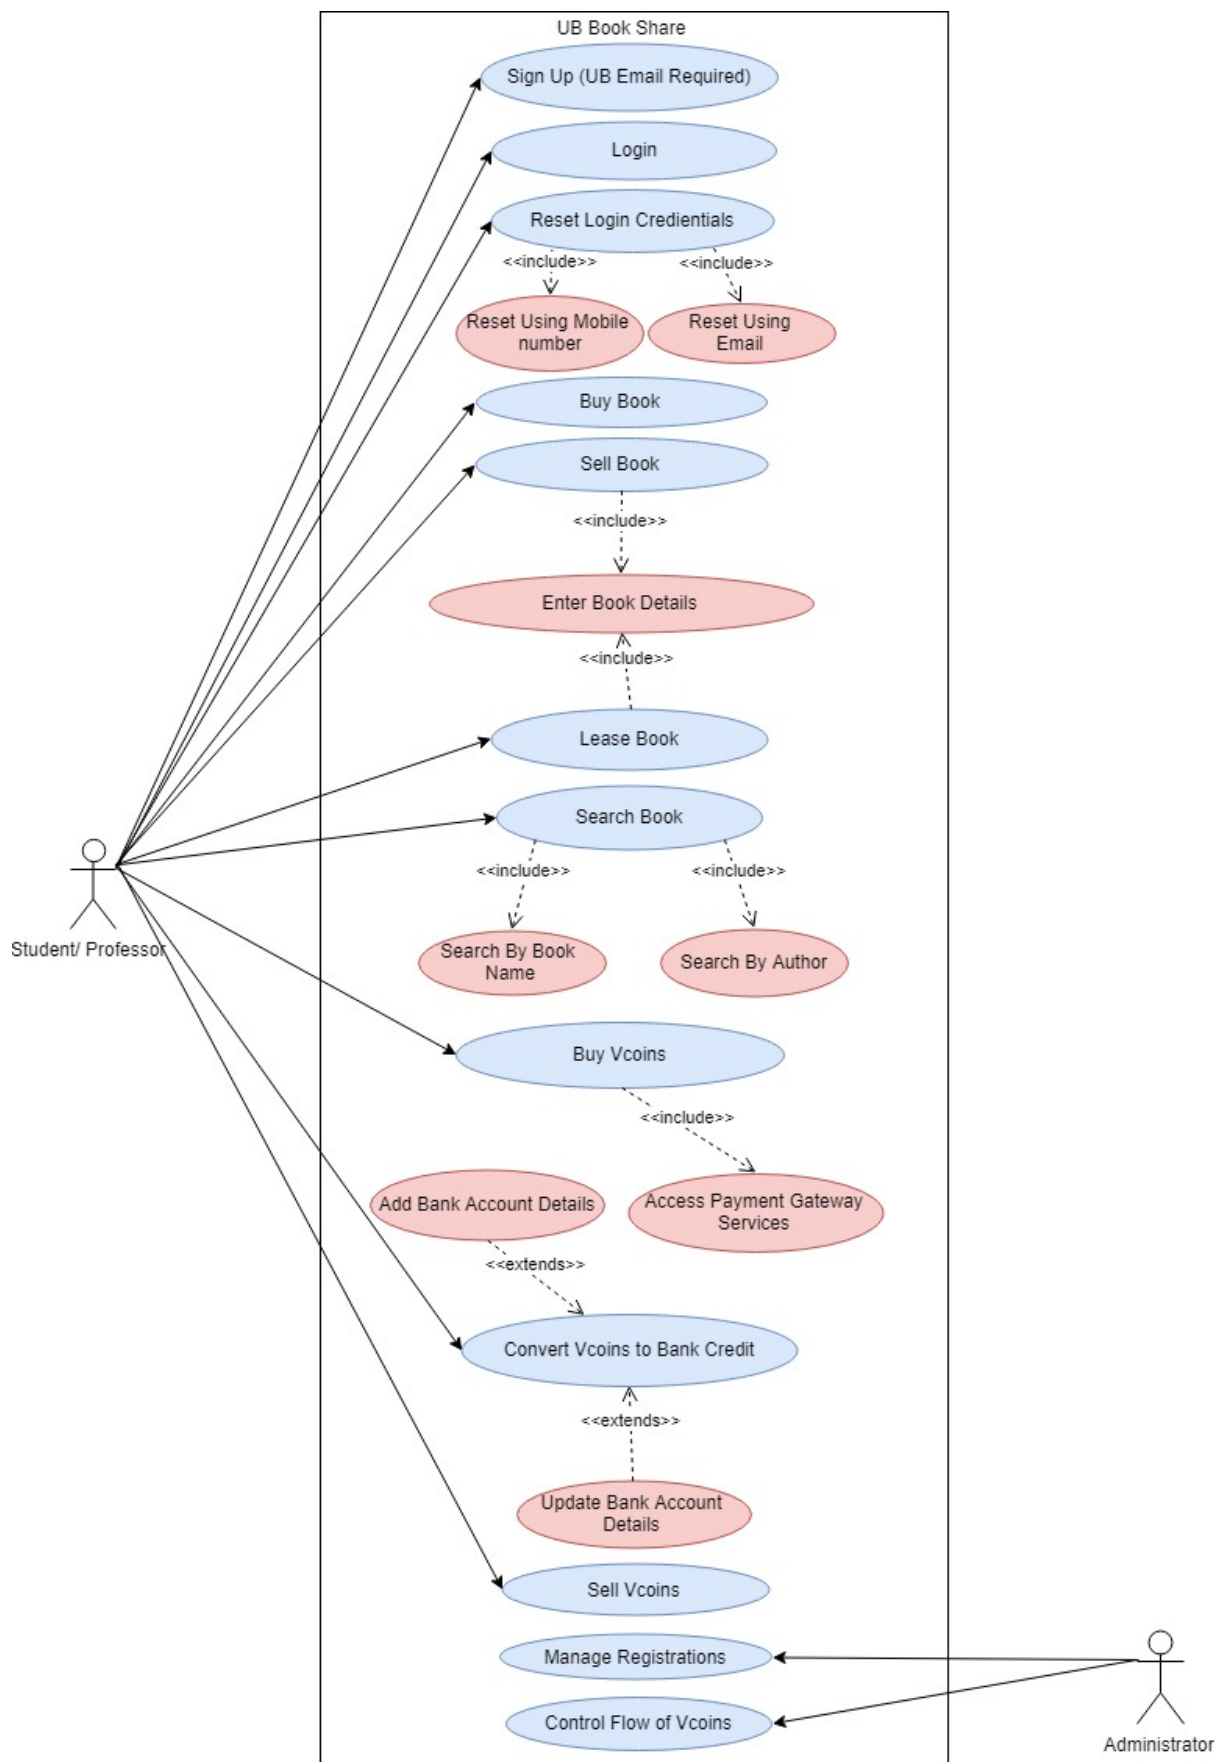 UB Book Share
Sign Up (UB Email Required)
Login
Reset Login Credientials
<<include>>
<<include>>
Reset Using Mobile
number
Reset Using
Email
Buy Book
Sell Book
<<include>>
Enter Book Details
<<include>>
Lease Book
Search Book
<<include>>
<<include>>
Student/ Professor
Search By Book
Name
Search By Author
Buy Vcoins
<<include>>
Add Bank Account Details
Access Payment Gateway
Services
<<extends>>
Convert Vcoins to Bank Credit
<<extends>>
Update Bank Account
Details
Sell Vcoins
Manage Registrations
Control Flow of Vcoins
Administrator